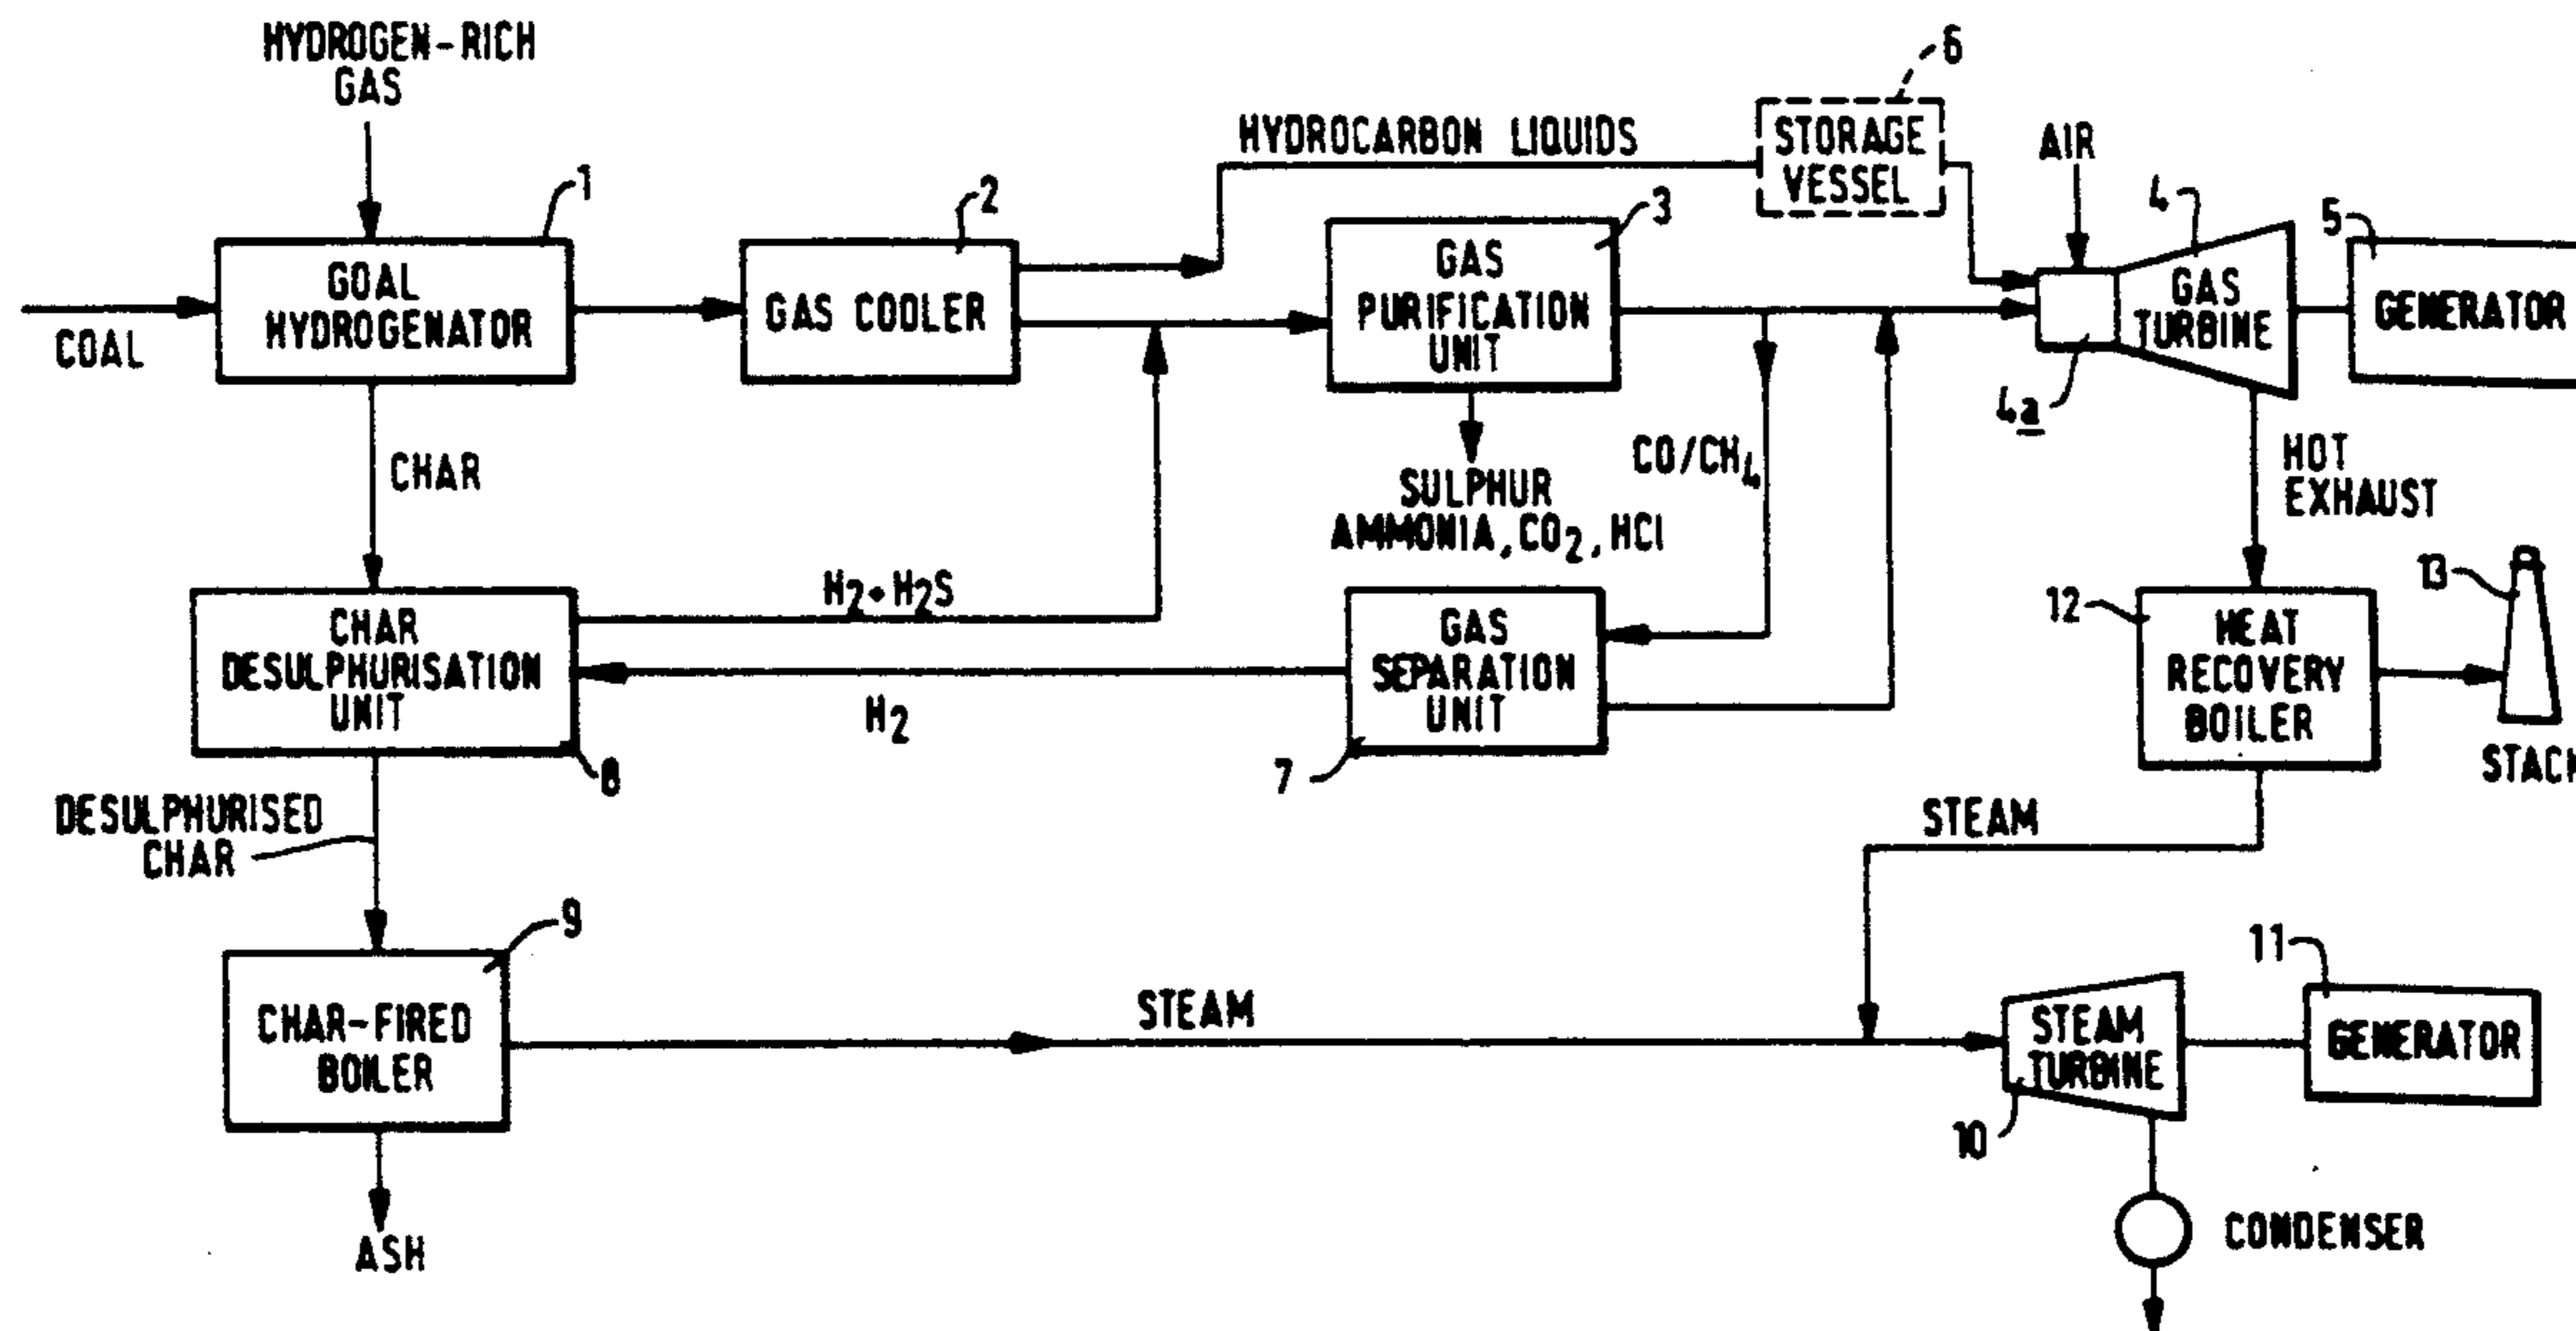 HYDROGEN-RICH
GAS
1
COAL
GOAL
HYDROGENATOR
2
GAS COOLER
HYDROCARBON LIQUIDS
6
STORAGE
VESSEL
3
GAS
PURIFICATION
UNIT
AIR
4
GAS
TURBINE
4a
5
GENERATOR
CHAR
SULPHUR
AMMONIA, CO2, HCl
CO/CH4
HOT
EXHAUST
CHAR
DESULPHURISATION
UNIT
8
H2+H2S
H2
GAS
SEPARATION
UNIT
7
12
HEAT
RECOVERY
BOILER
13
STACK
DESULPHURISED
CHAR
STEAM
9
CHAR-FIRED
BOILER
STEAM
STEAM
TURBINE
10
11
GENERATOR
ASH
CONDENSER